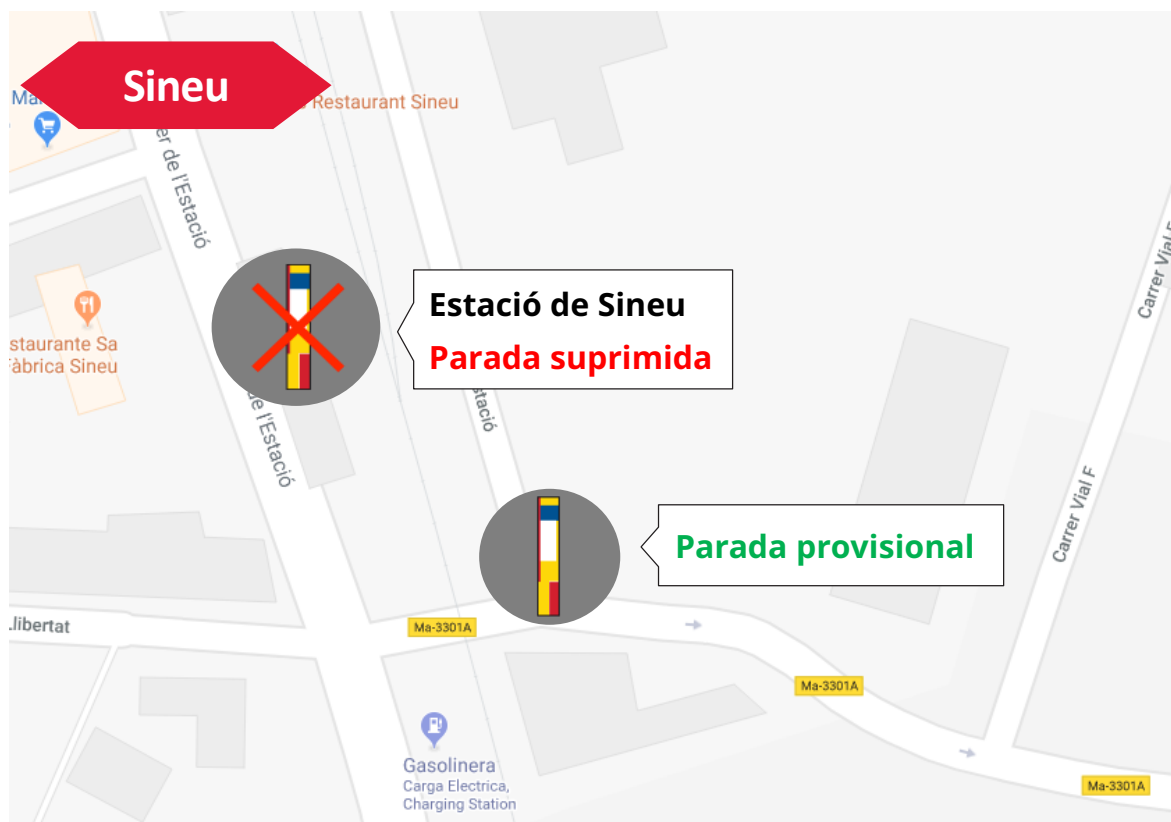 Sineu
Restaurant Sineu
er de l'Estació
Estació de Sineu
Parada suprimida
staurante Sa
àbrica Sineu
de l'Estació
stació
Carrer Vial F
Carrer Vial F
Parada provisional
Llibertat
Ma-3301A
Ma-3301A
Gasolinera
Carga Electrica,
Charging Station
Ma-3301A